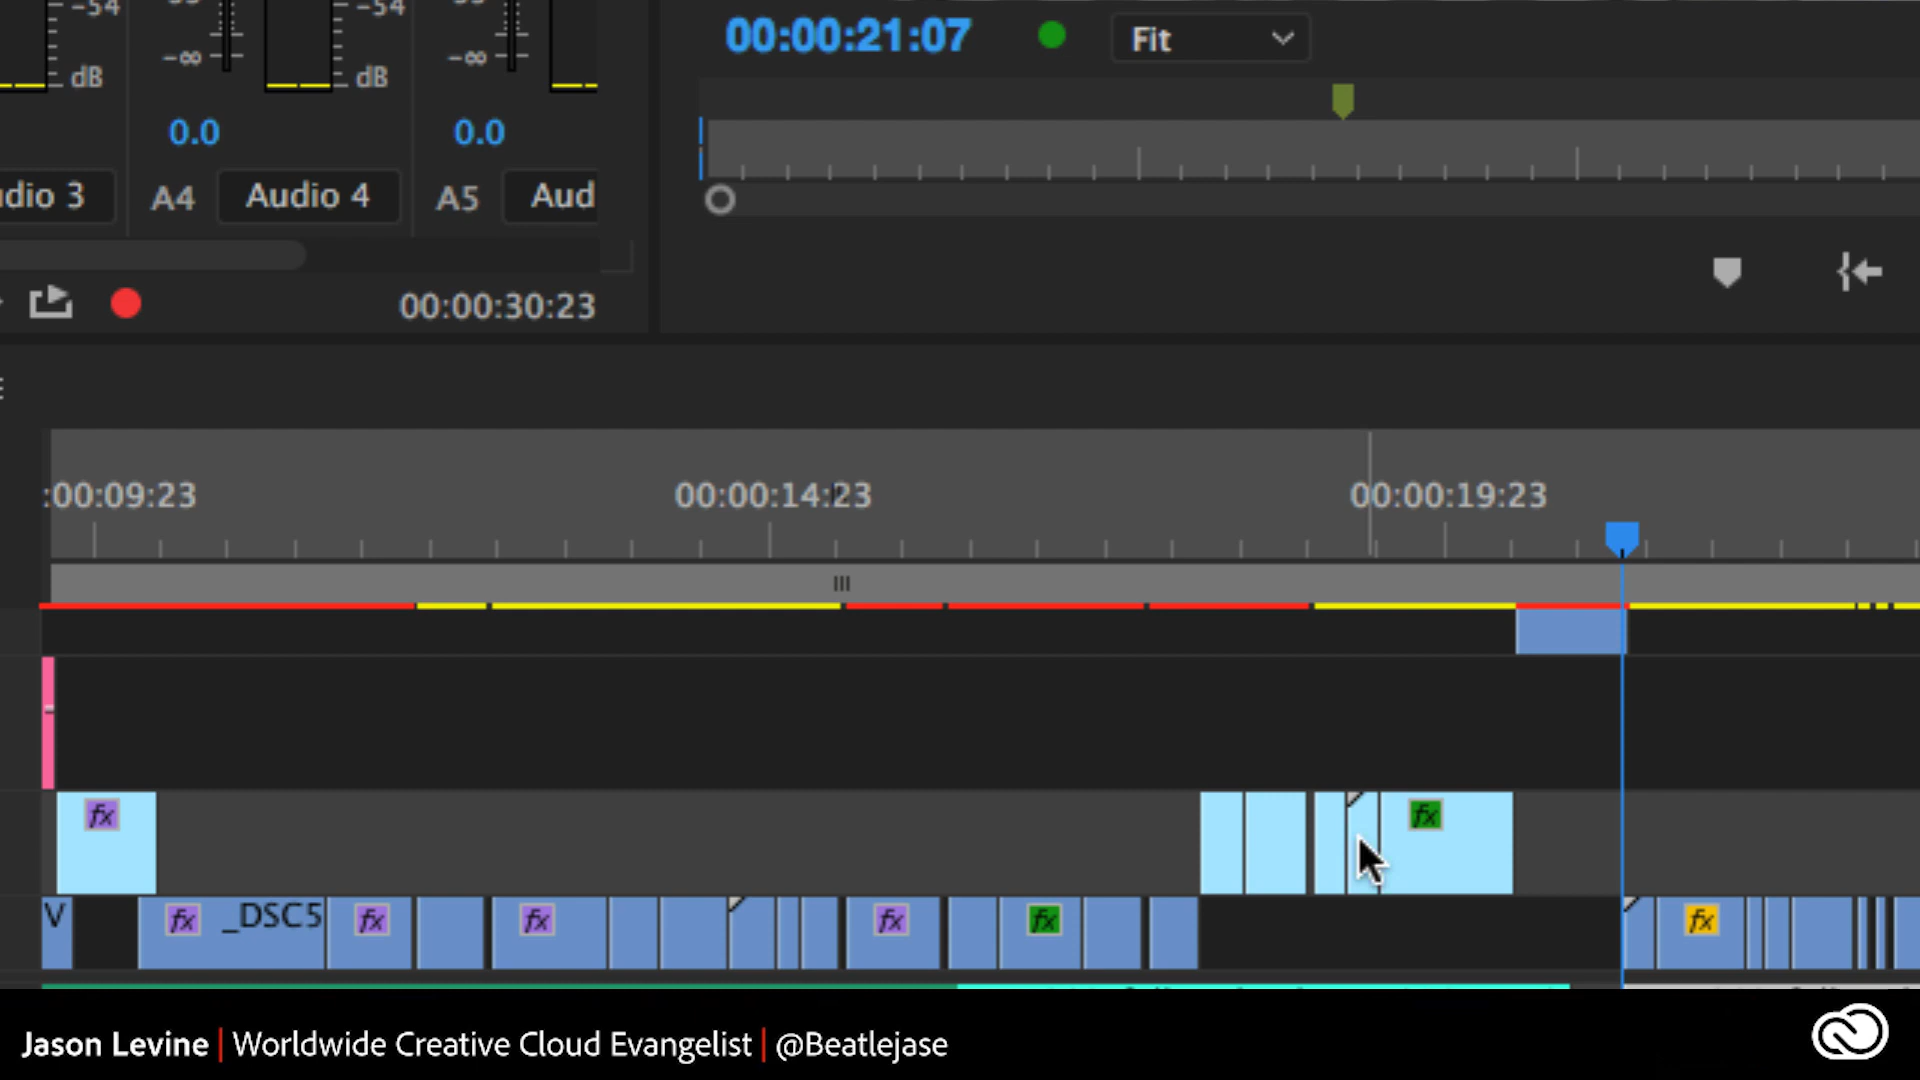 -54
-54
-∞
-∞
dB
dB
00:00:21:07
Fit
0.0
0.0
dio 3
A4
Audio 4
A5
Aud
00:00:30:23
:00:09:23
00:00:14:23
00:00:19:23
fx
fx
V
fx
_DSC5
fx
fx
fx
fx
fx
Jason Levine | Worldwide Creative Cloud Evangelist | @Beatlejase